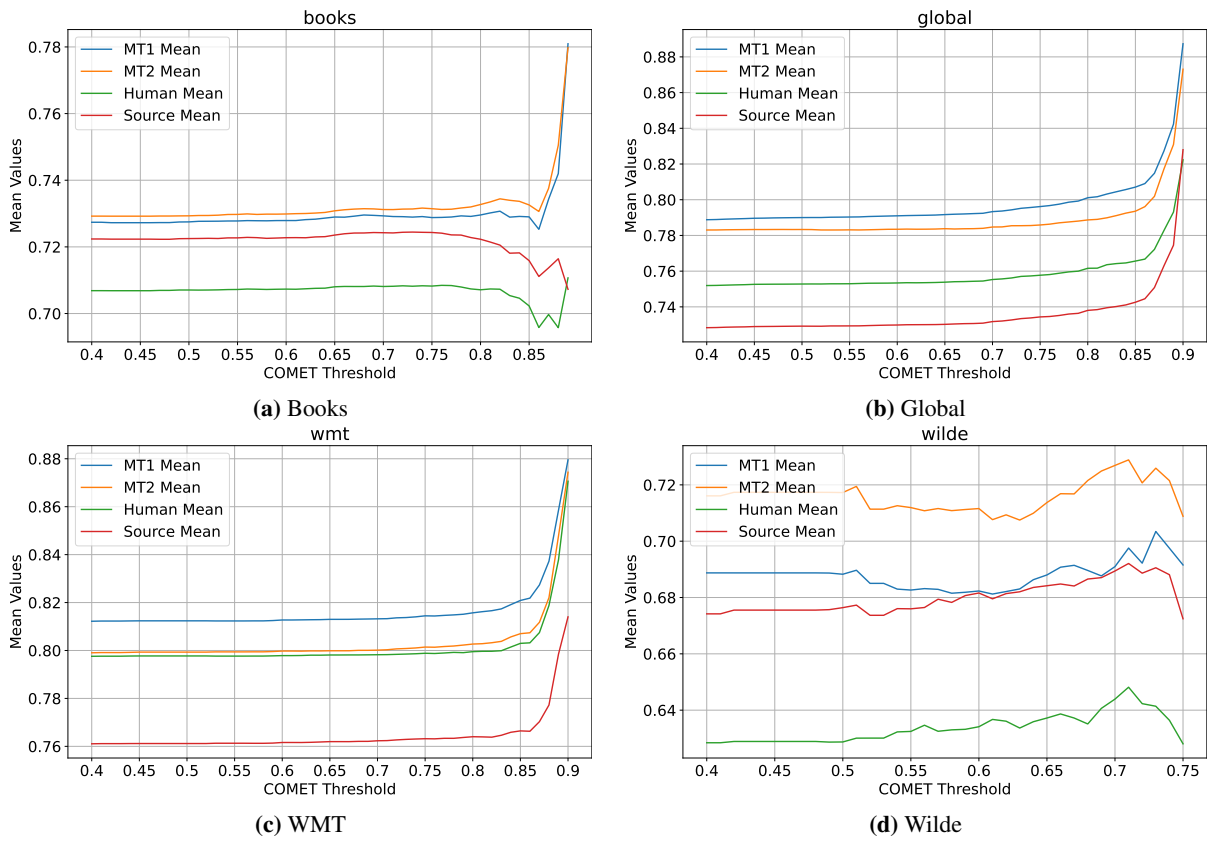 books
MT1 Mean
MT2 Mean
Human Mean
Source Mean
0.78
0.76
0.74
0.72
0.70
Mean Values
0.4 0.45 0.5 0.55 0.6 0.65 0.7 0.75 0.8 0.85
COMET Threshold
(a) Books
global
MT1 Mean
MT2 Mean
Human Mean
Source Mean
0.88
0.86
0.84
0.82
0.80
0.78
0.76
0.74
Mean Values
0.4 0.45 0.5 0.55 0.6 0.65 0.7 0.75 0.8 0.85 0.9
COMET Threshold
(b) Global
wmt
MT1 Mean
MT2 Mean
Human Mean
Source Mean
0.88
0.86
0.84
0.82
0.80
0.78
0.76
Mean Values
0.4 0.45 0.5 0.55 0.6 0.65 0.7 0.75 0.8 0.85 0.9
COMET Threshold
(c) WMT
wilde
MT1 Mean
MT2 Mean
Human Mean
Source Mean
0.72
0.70
0.68
0.66
0.64
Mean Values
0.4 0.45 0.5 0.55 0.6 0.65 0.7 0.75
COMET Threshold
(d) Wilde